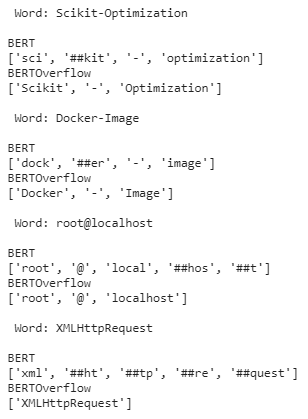 Word: Scikit-Optimization
BERT
['sci', '##kit', '-', 'optimization']
BERTOverflow
['Scikit', '-', 'Optimization']
Word: Docker-Image
BERT
['dock', '##er', '-', 'image']
BERTOverflow
['Docker', '-', 'Image']
Word: root@localhost
BERT
['root', '@', 'local', '##hos', '##t']
BERTOverflow
['root', '@', 'localhost']
Word: XMLHttpRequest
BERT
['xml', '##ht', '##tp', '##re', '##quest']
BERTOverflow
['XMLHttpRequest']